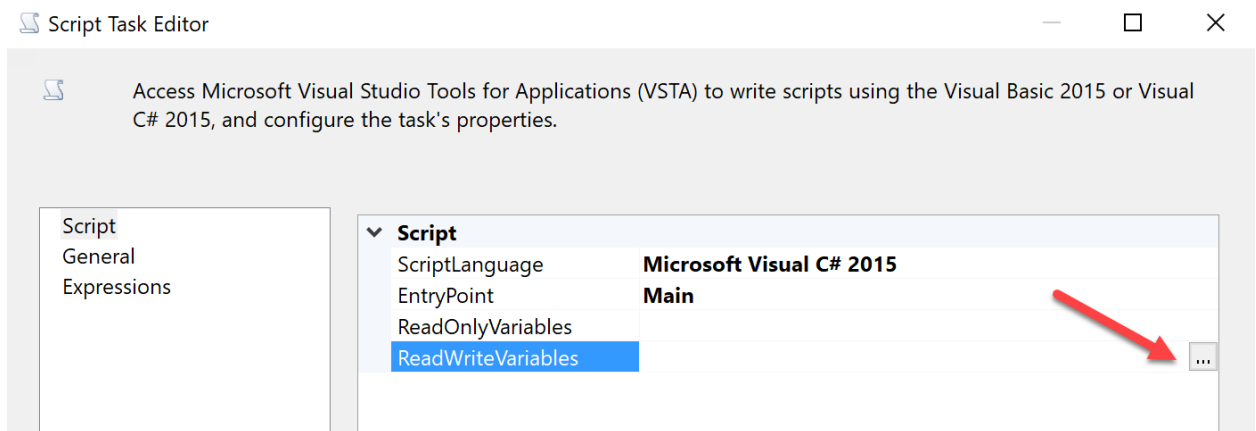 Script Task Editor
Access Microsoft Visual Studio Tools for Applications (VSTA) to write scripts using the Visual Basic 2015 or Visual
C# 2015, and configure the task's properties.
Script
General
Expressions
Script
ScriptLanguage Microsoft Visual C# 2015
EntryPoint Main
ReadOnlyVariables
ReadWriteVariables ...